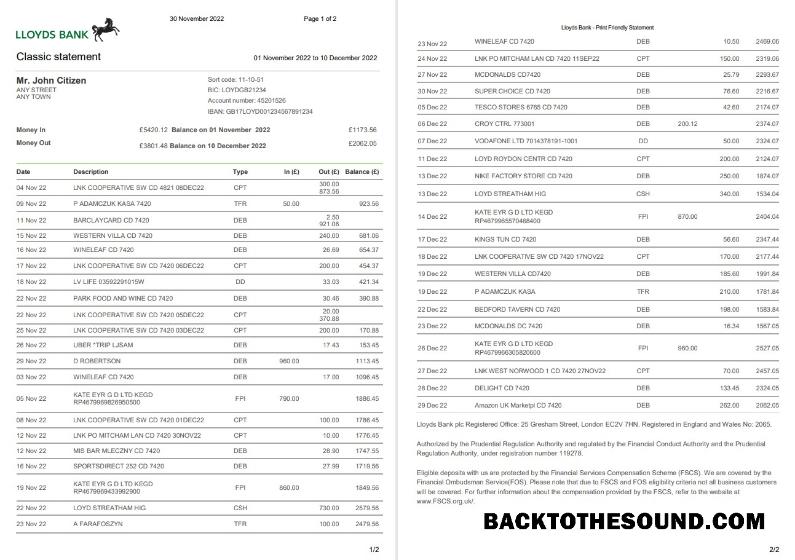 30 November 2022 Page 1 of 2
LLOYDS BANK
Classic statement 01 November 2022 to 10 December 2022
Mr. John Citizen
ANY STREET
ANY TOWN
Sort code: 11-10-51
BIC: LOYDGB21234
Account number: 45201526
IBAN: GB17LOYD001234567891234
Money In £5420.12 Balance on 01 November 2022 £1173.56
Money Out £3801.48 Balance on 10 December 2022 £2062.05
Date Description Type In (£) Out (£) Balance (£)
04 Nov 22 LNK COOPERATIVE SW CD 4821 08DEC22 CPT 300.00 873.56
09 Nov 22 P ADAMCZUK KASA 7420 TFR 50.00 923.56
11 Nov 22 BARCLAYCARD CD 7420 DEB 2.50 921.06
15 Nov 22 WESTERN VILLA CD 7420 DEB 240.00 681.06
16 Nov 22 WINELEAF CD 7420 DEB 26.69 654.37
17 Nov 22 LNK COOPERATIVE SW CD 7420 06DEC22 CPT 200.00 454.37
18 Nov 22 LV LIFE 03592291015W DD 33.03 421.34
22 Nov 22 PARK FOOD AND WINE CD 7420 DEB 30.46 390.88
22 Nov 22 LNK COOPERATIVE SW CD 7420 05DEC22 CPT 20.00 370.88
25 Nov 22 LNK COOPERATIVE SW CD 7420 03DEC22 CPT 200.00 170.88
26 Nov 22 UBER *TRIP LJSAM DEB 17.43 153.45
29 Nov 22 D ROBERTSON DEB 960.00 1113.45
03 Nov 22 WINELEAF CD 7420 DEB 17.00 1096.45
05 Nov 22 KATE EYR G D LTD KEGD FPI 790.00 1886.45
RP4679969826950500
08 Nov 22 LNK COOPERATIVE SW CD 7420 01DEC22 CPT 100.00 1786.45
12 Nov 22 LNK PO MITCHAM LAN CD 7420 30NOV22 CPT 10.00 1776.45
12 Nov 22 MIS BAR MLECZNY CD 7420 DEB 28.90 1747.55
16 Nov 22 SPORTSDIRECT 252 CD 7420 DEB 27.99 1719.56
19 Nov 22 KATE EYR G D LTD KEGD FPI 860.00 1849.56
RP4679969433992900
22 Nov 22 LOYD STREATHAM HIG CSH 730.00 2579.56
23 Nov 22 A FARAFOSZYN TFR 100.00 2479.56
1/2
Lloyds Bank - Print Friendly Statement
23 Nov 22 WINELEAF CD 7420 DEB 10.50 2469.06
24 Nov 22 LNK PO MITCHAM LAN CD 7420 11SEP22 CPT 150.00 2319.06
27 Nov 22 MCDONALDS CD7420 DEB 25.79 2293.67
30 Nov 22 SUPER CHOICE CD 7420 DEB 76.60 2216.67
05 Dec 22 TESCO STORES 6765 CD 7420 DEB 42.60 2174.07
06 Dec 22 CROY CTRL 773001 DEB 200.12 2374.07
07 Dec 22 VODAFONE LTD 7014378191-1001 DD 50.00 2324.07
11 Dec 22 LOYD ROYDON CENTR CD 7420 CPT 200.00 2124.07
13 Dec 22 NIKE FACTORY STORE CD 7420 DEB 250.00 1874.07
13 Dec 22 LOYD STREATHAM HIG CSH 340.00 1534.04
14 Dec 22 KATE EYR G D LTD KEGD FPI 870.00 2404.04
RP4679965570468400
17 Dec 22 KINGS TUN CD 7420 DEB 56.60 2347.44
18 Dec 22 LNK COOPERATIVE SW CD 7420 17NOV22 CPT 170.00 2177.44
19 Dec 22 WESTERN VILLA CD7420 DEB 185.60 1991.84
19 Dec 22 P ADAMCZUK KASA TFR 210.00 1781.84
22 Dec 22 BEDFORD TAVERN CD 7420 DEB 198.00 1583.84
23 Dec 22 MCDONALDS DC 7420 DEB 16.34 1567.05
26 Dec 22 KATE EYR G D LTD KEGD FPI 960.00 2527.05
RP4679966305820600
27 Dec 22 LNK WEST NORWOOD 1 CD 7420 27NOV22 CPT 70.00 2457.05
28 Dec 22 DELIGHT CD 7420 DEB 133.45 2324.05
29 Dec 22 Amazon UK Marketpl CD 7420 DEB 262.00 2062.05
Lloyds Bank plc Registered Office: 25 Gresham Street, London EC2V 7HN. Registered in England and Wales No: 2065.
Authorized by the Prudential Regulation Authority and regulated by the Financial Conduct Authority and the Prudential
Regulation Authority, under registration number 119278.
Eligible deposits with us are protected by the Financial Services Compensation Scheme (FSCS). We are covered by the
Financial Ombudsman Service(FOS). Please note that due to FSCS and FOS eligibility criteria not all business customers
will be covered. For further information about the compensation provided by the FSCS, refer to the website at
www.FSCS.org.uk/.
BACKTOTHESOUND.COM
2/2